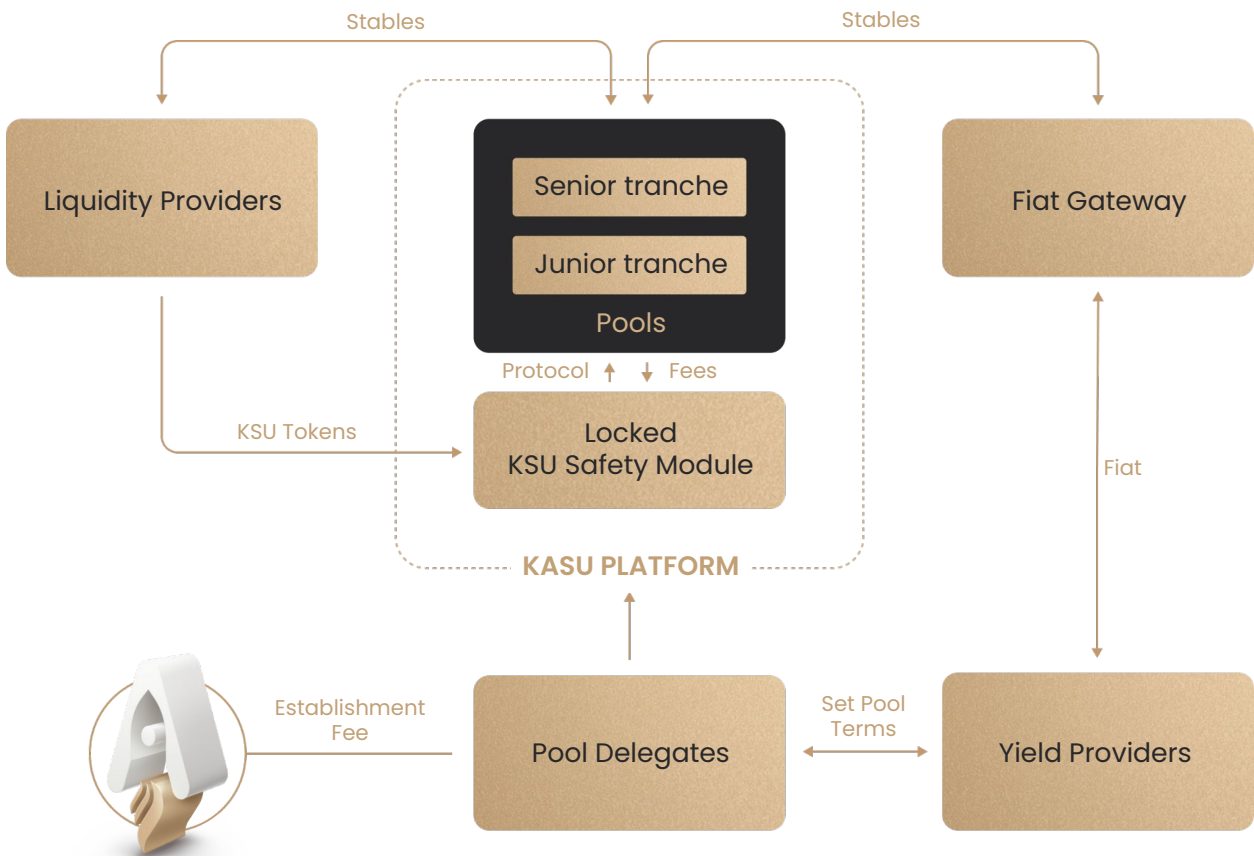 Stables
Stables
Liquidity Providers
Senior tranche
Junior tranche
Pools
Fiat Gateway
Protocol
Fees
KSU Tokens
Locked
KSU Safety Module
Fiat
KASU PLATFORM
Establishment
Fee
Pool Delegates
Set Pool
Terms
Yield Providers